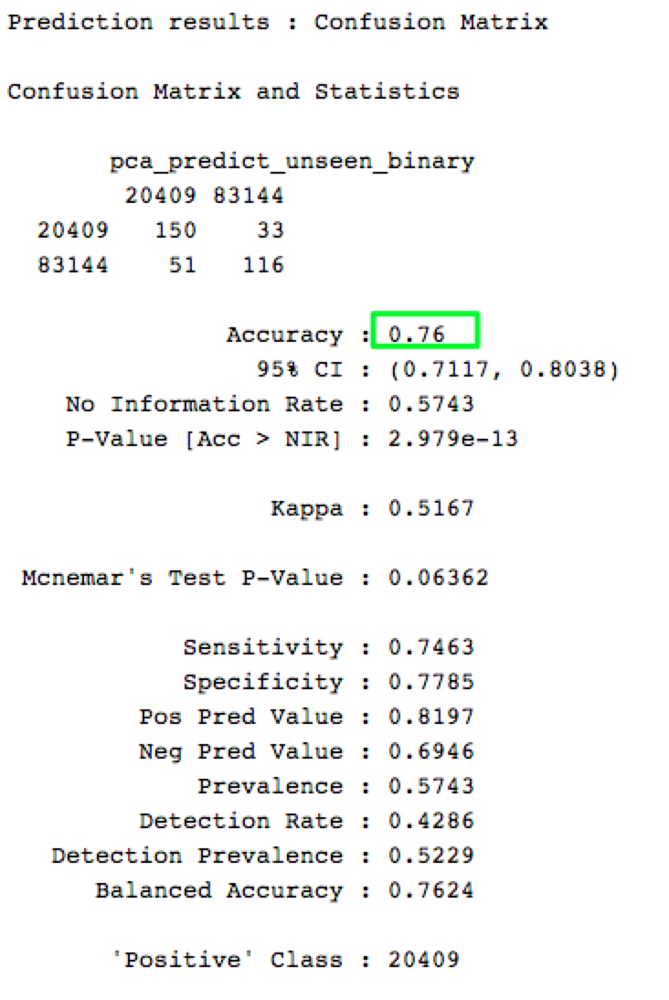 Prediction results : Confusion Matrix
Confusion Matrix and Statistics
pca_predict_unseen_binary
20409 83144
20409 150 33
83144 51 116
Accuracy : 0.76
95% CI : (0.7117, 0.8038)
No Information Rate : 0.5743
P-Value [Acc > NIR] : 2.979e-13
Kappa : 0.5167
Mcnemar's Test P-Value : 0.06362
Sensitivity : 0.7463
Specificity : 0.7785
Pos Pred Value : 0.8197
Neg Pred Value : 0.6946
Prevalence : 0.5743
Detection Rate : 0.4286
Detection Prevalence : 0.5229
Balanced Accuracy : 0.7624
'Positive' Class : 20409